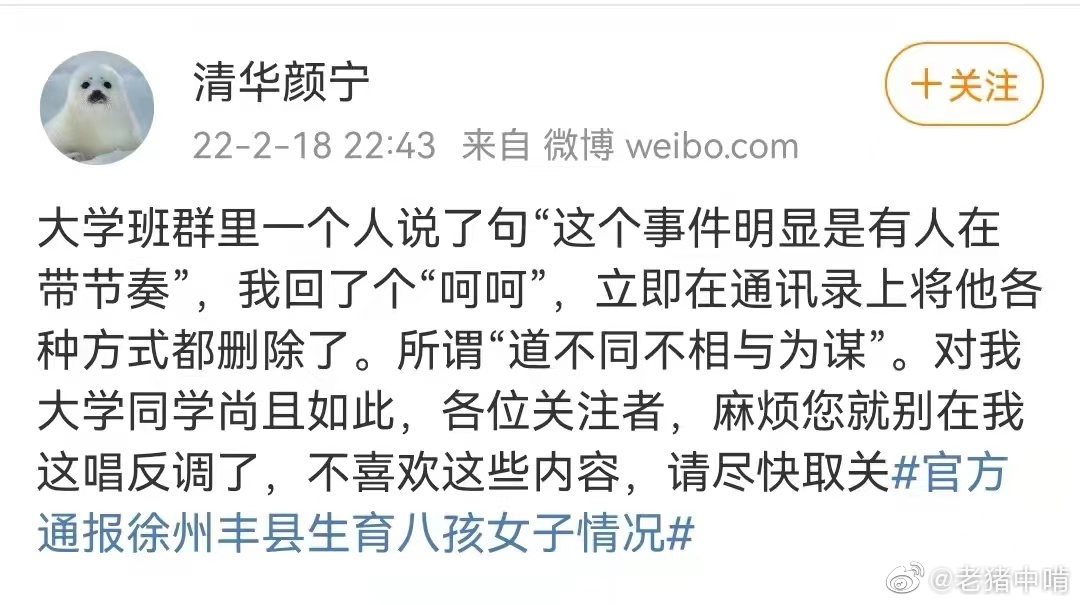 清华颜宁
+关注
22-2-18 22:43 来自 微博 weibo.com
大学班群里一个人说了句“这个事件明显是有人在
带节奏”，我回了个“呵呵”，立即在通讯录上将他各
种方式都删除了。所谓“道不同不相与为谋”。对我
大学同学尚且如此，各位关注者，麻烦您就别在我
这唱反调了，不喜欢这些内容，请尽快取关#官方
通报徐州丰县生育八孩女子情况#
@老猪中啃